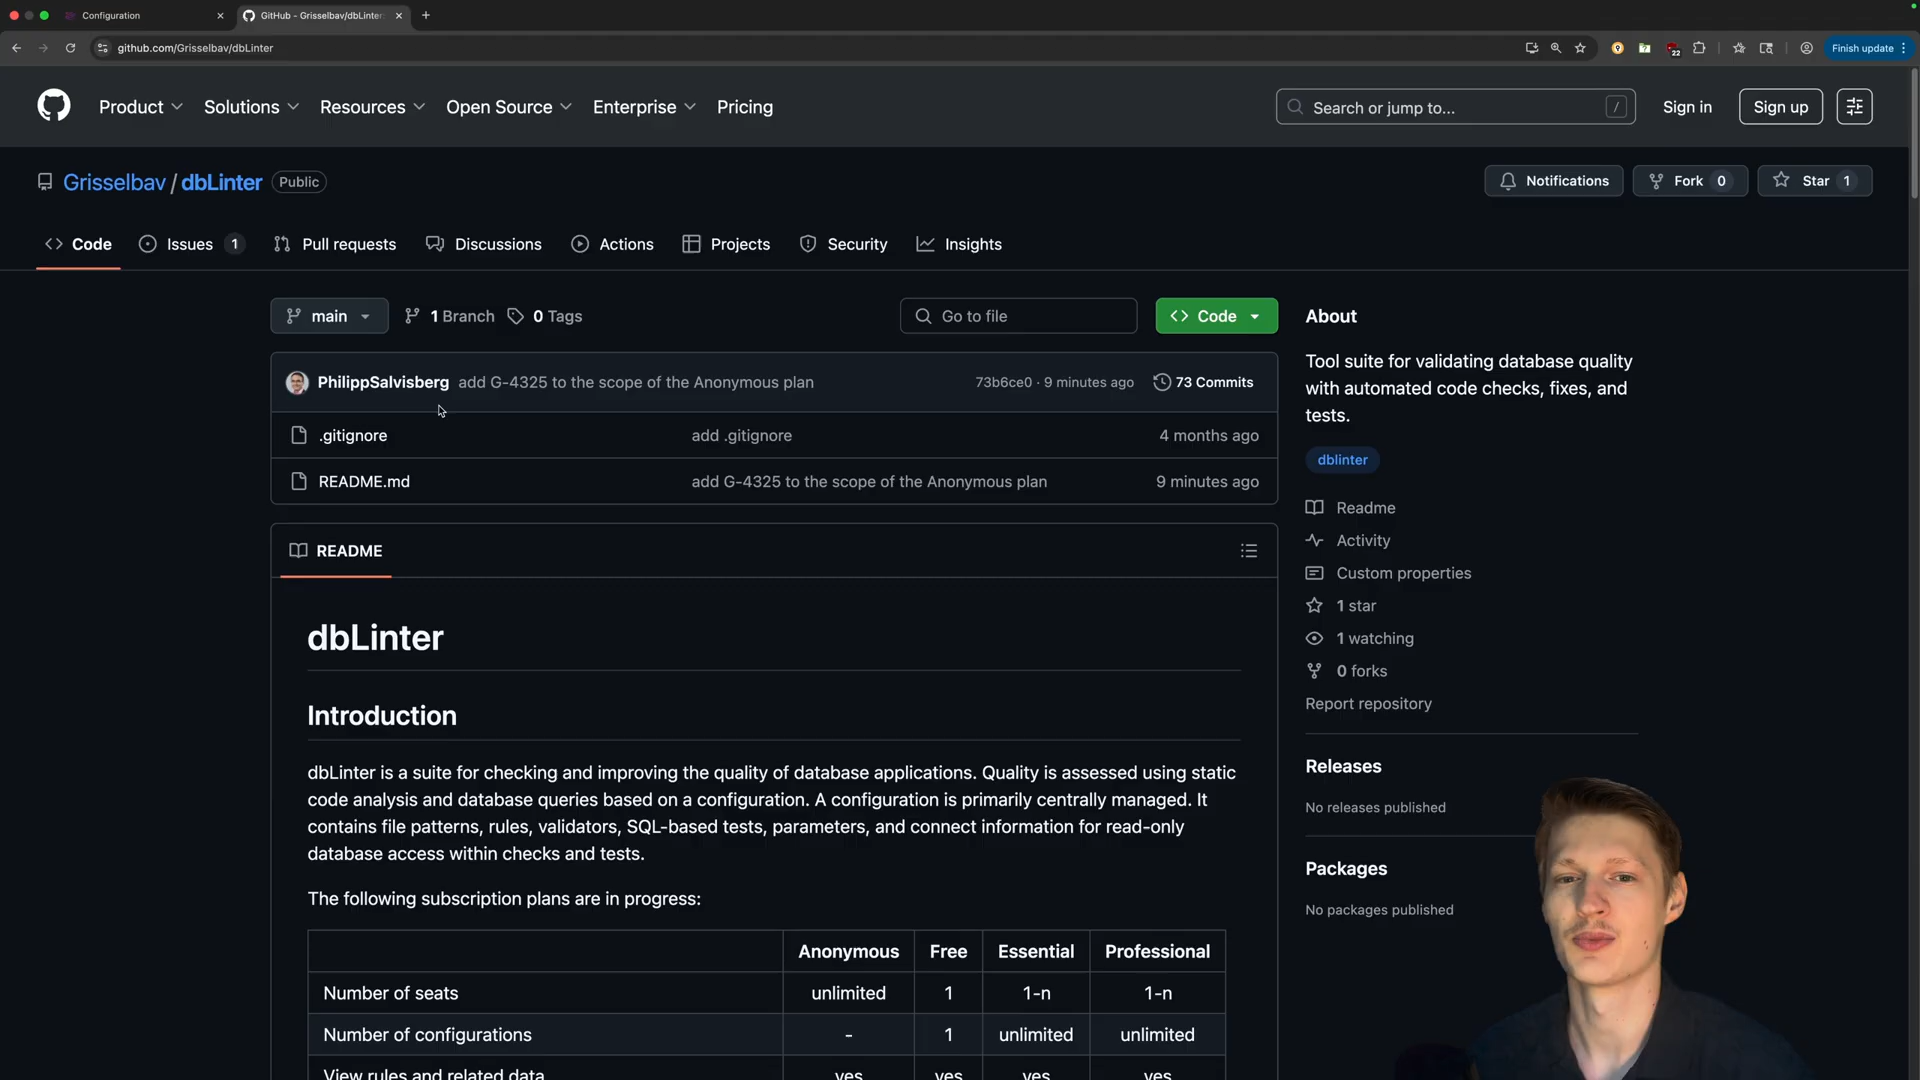 Configuration
GitHub - Grisselbav/dbLinter:
github.com/Grisselbav/dbLinter
22
Finish update
Product
Solutions
Resources
Open Source
Enterprise
Pricing
Search or jump to...
/
Sign in
Sign up
Grisselbav / dbLinter
Public
Notifications
Fork 0
Star 1
Code
Issues 1
Pull requests
Discussions
Actions
Projects
Security
Insights
main
1 Branch
0 Tags
Go to file
Code
PhilippSalvisberg add G-4325 to the scope of the Anonymous plan
73b6ce0 · 9 minutes ago
73 Commits
.gitignore
add .gitignore
4 months ago
README.md
add G-4325 to the scope of the Anonymous plan
9 minutes ago
README
dbLinter
Introduction
dbLinter is a suite for checking and improving the quality of database applications. Quality is assessed using static
code analysis and database queries based on a configuration. A configuration is primarily centrally managed. It
contains file patterns, rules, validators, SQL-based tests, parameters, and connect information for read-only
database access within checks and tests.
The following subscription plans are in progress:
Anonymous Free Essential Professional
Number of seats unlimited 1 1-n 1-n
Number of configurations - 1 unlimited unlimited
View rules and related data yes yes yes yes
About
Tool suite for validating database quality
with automated code checks, fixes, and
tests.
dblinter
Readme
Activity
Custom properties
1 star
1 watching
0 forks
Report repository
Releases
No releases published
Packages
No packages published